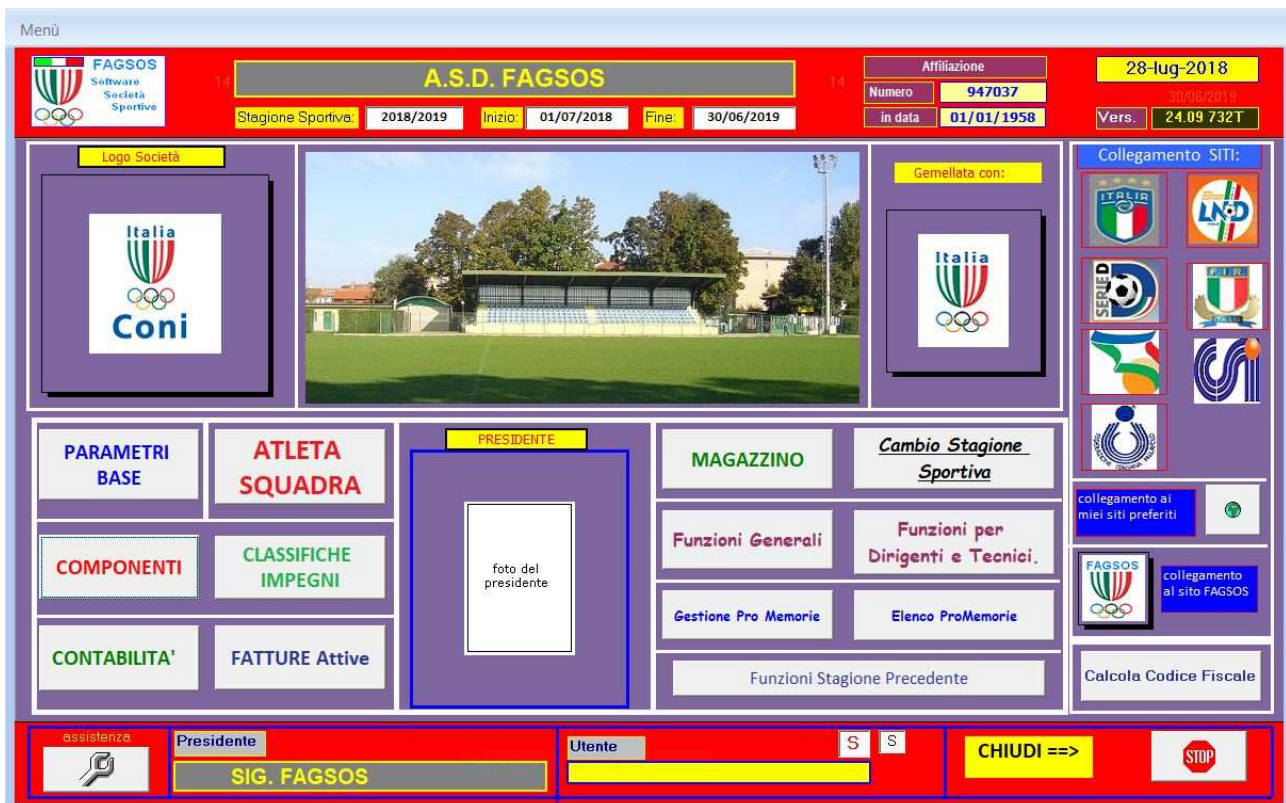 Menù
FAGSOS
Software
Società
Sportive
14
A.S.D. FAGSOS
14
Stagione Sportiva:
2018/2019
Inizio:
01/07/2018
Fine:
30/06/2019
Affiliazione
Numero
947037
in data
01/01/1958
28-lug-2018
30/06/2019
Vers.
24.09 732T
Logo Società
Italia
Coni
Gemellata con:
Italia
Collegamento SITI:
ITALIA
LND
SERIE D
F.I.R.
PARAMETRI
BASE
ATLETA
SQUADRA
COMPONENTI
CLASSIFICHE
IMPEGNI
CONTABILITA'
FATTURE Attive
PRESIDENTE
foto del
presidente
MAGAZZINO
Cambio Stagione
Sportiva
Funzioni Generali
Funzioni per
Dirigenti e Tecnici.
Gestione Pro Memorie
Elenco ProMemorie
Funzioni Stagione Precedente
collegamento ai
miei siti preferiti
FAGSOS
collegamento
al sito FAGSOS
Calcola Codice Fiscale
assistenza
Presidente
SIG. FAGSOS
Utente
S
S
CHIUDI ==>
STOP